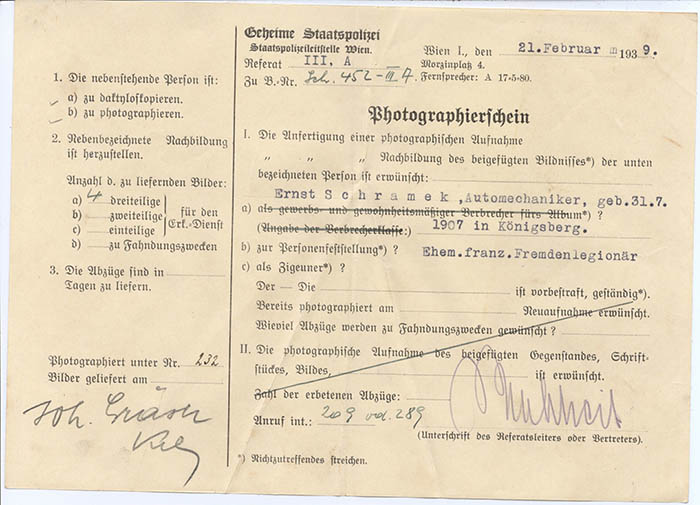 1. Die nebenstehende Person ist:
a) zu daktyloskopieren.
b) zu photographieren.
2. Nebenbezeichnete Nachbildung
ist herzustellen.
Anzahl d. zu liefernden Bilder:
a) 4 dreiteilige
b) zweiteilige
c) einteilige
für den
Erk.-Dienst
d) zu Fahndungszwecken
3. Die Abzüge sind in
Tagen zu liefern.
Photographiert unter Nr. 232
Bilder geliefert am
Joh.
Geheime Staatspolizei
Staatspolizeileitstelle Wien.
Referat III, A
Zu B.-Nr. Sch. 452-III A
Wien I., den 21.Februar 1939.
Morzinplatz 4.
Fernsprecher: A 17-5-80.
Photographierschein
I. Die Anfertigung einer photographischen Aufnahme
„ „ „ Nachbildung des beigefügten Bildnisses*) der unten
bezeichneten Person ist erwünscht:
Ernst S c h r a m e k ,Automechaniker, geb.31.7.
a) als gewerbs- und gewohnheitsmäßiger Verbrecher fürs Album*) ?
(Angabe der Verbrecherklasse:) 1907 in Königsberg.
b) zur Personenfeststellung*) ? Ehem.franz.Fremdenlegionär
c) als Zigeuner*) ?
Der — Die ist vorbestraft, geständig*).
Bereits photographiert am Neuaufnahme erwünscht.
Wieviel Abzüge werden zu Fahndungszwecken gewünscht ?
II. Die photographische Aufnahme des beigefügten Gegenstandes, Schrift-
stückes, Bildes, ist erwünscht.
Zahl der erbetenen Abzüge:
Anruf int.: 209 od. 289
(Unterschrift des Referatsleiters oder Vertreters).
*) Nichtzutreffendes streichen.